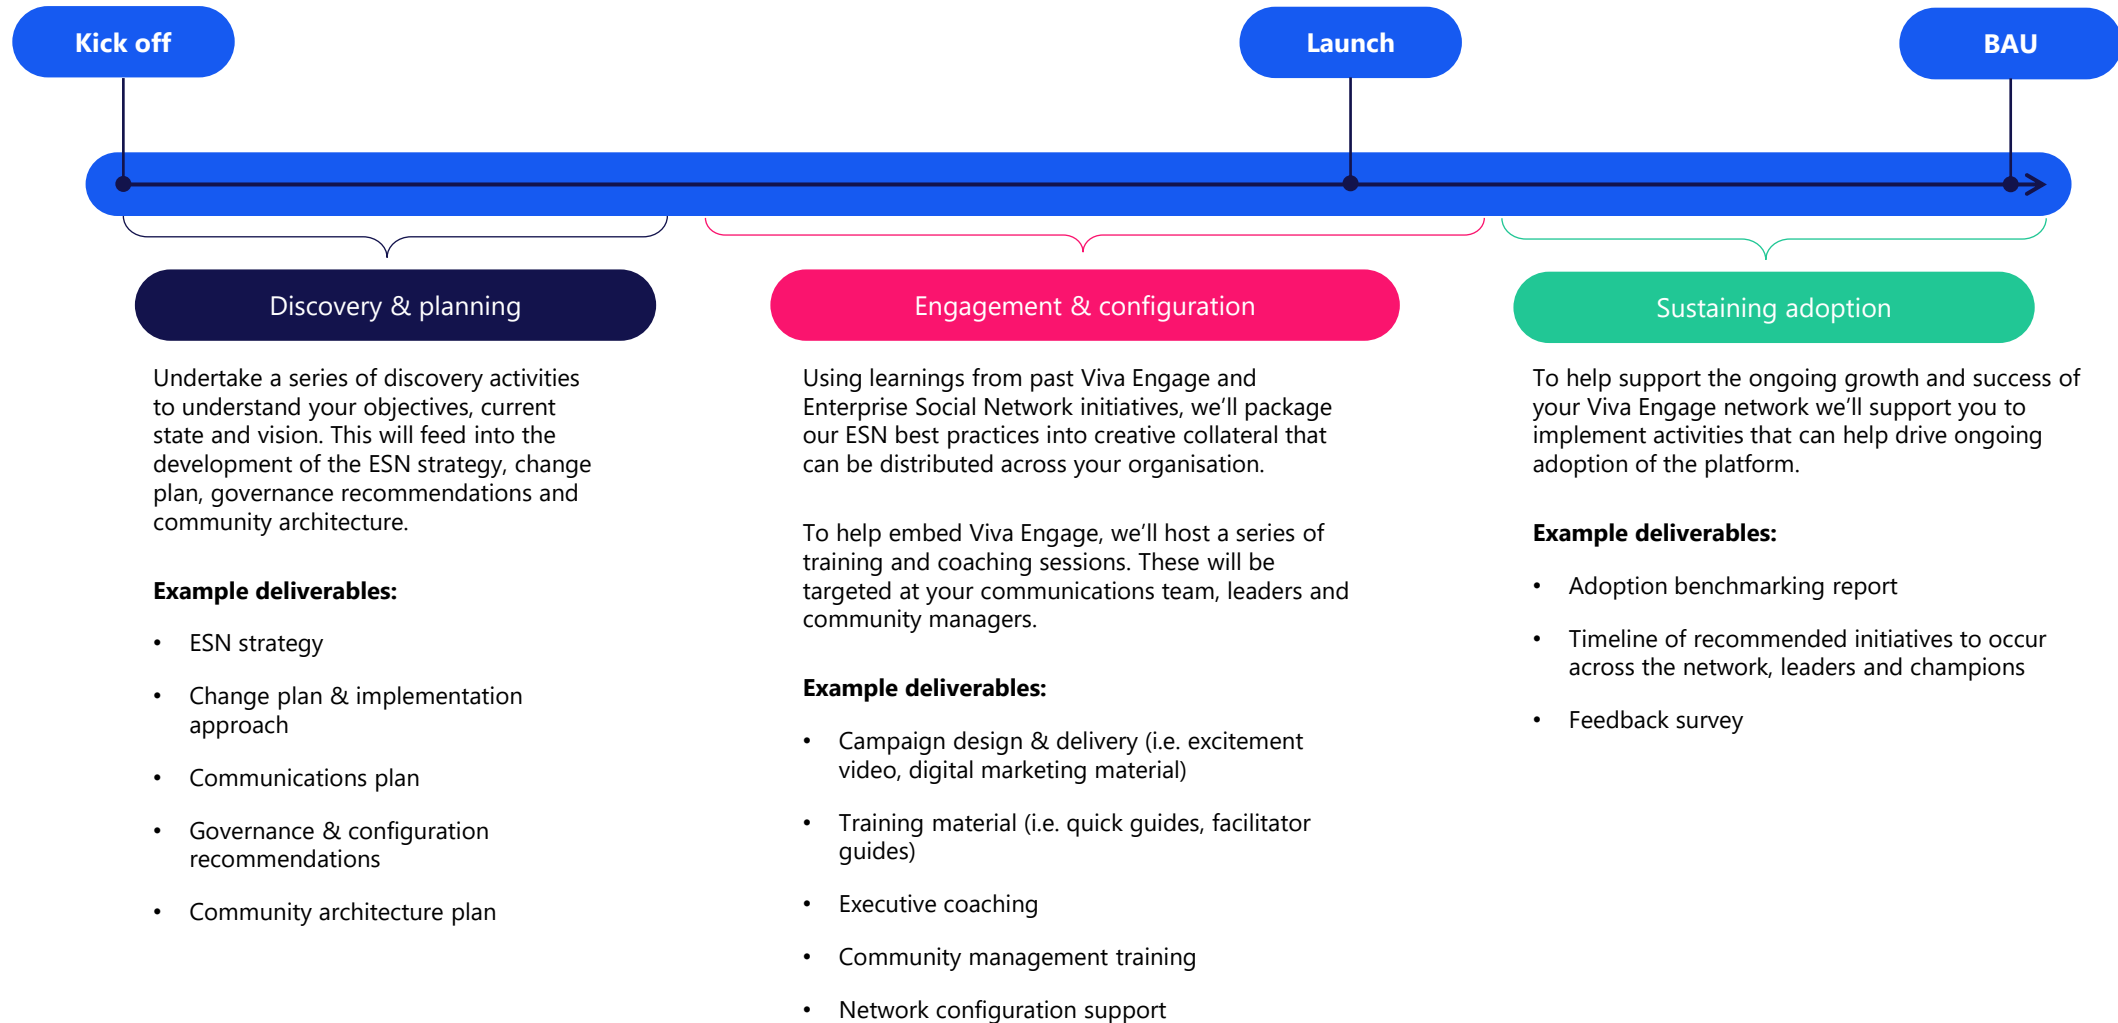 Kick off
Launch
BAU
Discovery & planning
Undertake a series of discovery activities
to understand your objectives, current
state and vision. This will feed into the
development of the ESN strategy, change
plan, governance recommendations and
community architecture.
Example deliverables:
• ESN strategy
• Change plan & implementation
approach
• Communications plan
• Governance & configuration
recommendations
• Community architecture plan
Engagement & configuration
Using learnings from past Viva Engage and
Enterprise Social Network initiatives, we’ll package
our ESN best practices into creative collateral that
can be distributed across your organisation.
To help embed Viva Engage, we’ll host a series of
training and coaching sessions. These will be
targeted at your communications team, leaders and
community managers.
Example deliverables:
• Campaign design & delivery (i.e. excitement
video, digital marketing material)
• Training material (i.e. quick guides, facilitator
guides)
• Executive coaching
• Community management training
• Network configuration support
Sustaining adoption
To help support the ongoing growth and success of
your Viva Engage network we’ll support you to
implement activities that can help drive ongoing
adoption of the platform.
Example deliverables:
• Adoption benchmarking report
• Timeline of recommended initiatives to occur
across the network, leaders and champions
• Feedback survey